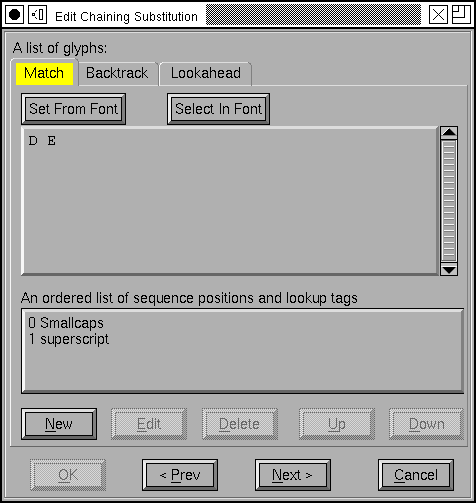 Edit Chaining Substitution
A list of glyphs:
Match Backtrack Lookahead
Set From Font Select In Font
D E
An ordered list of sequence positions and lookup tags
0 Smallcaps
1 superscript
New Edit Delete Up Down
OK < Prev Next > Cancel